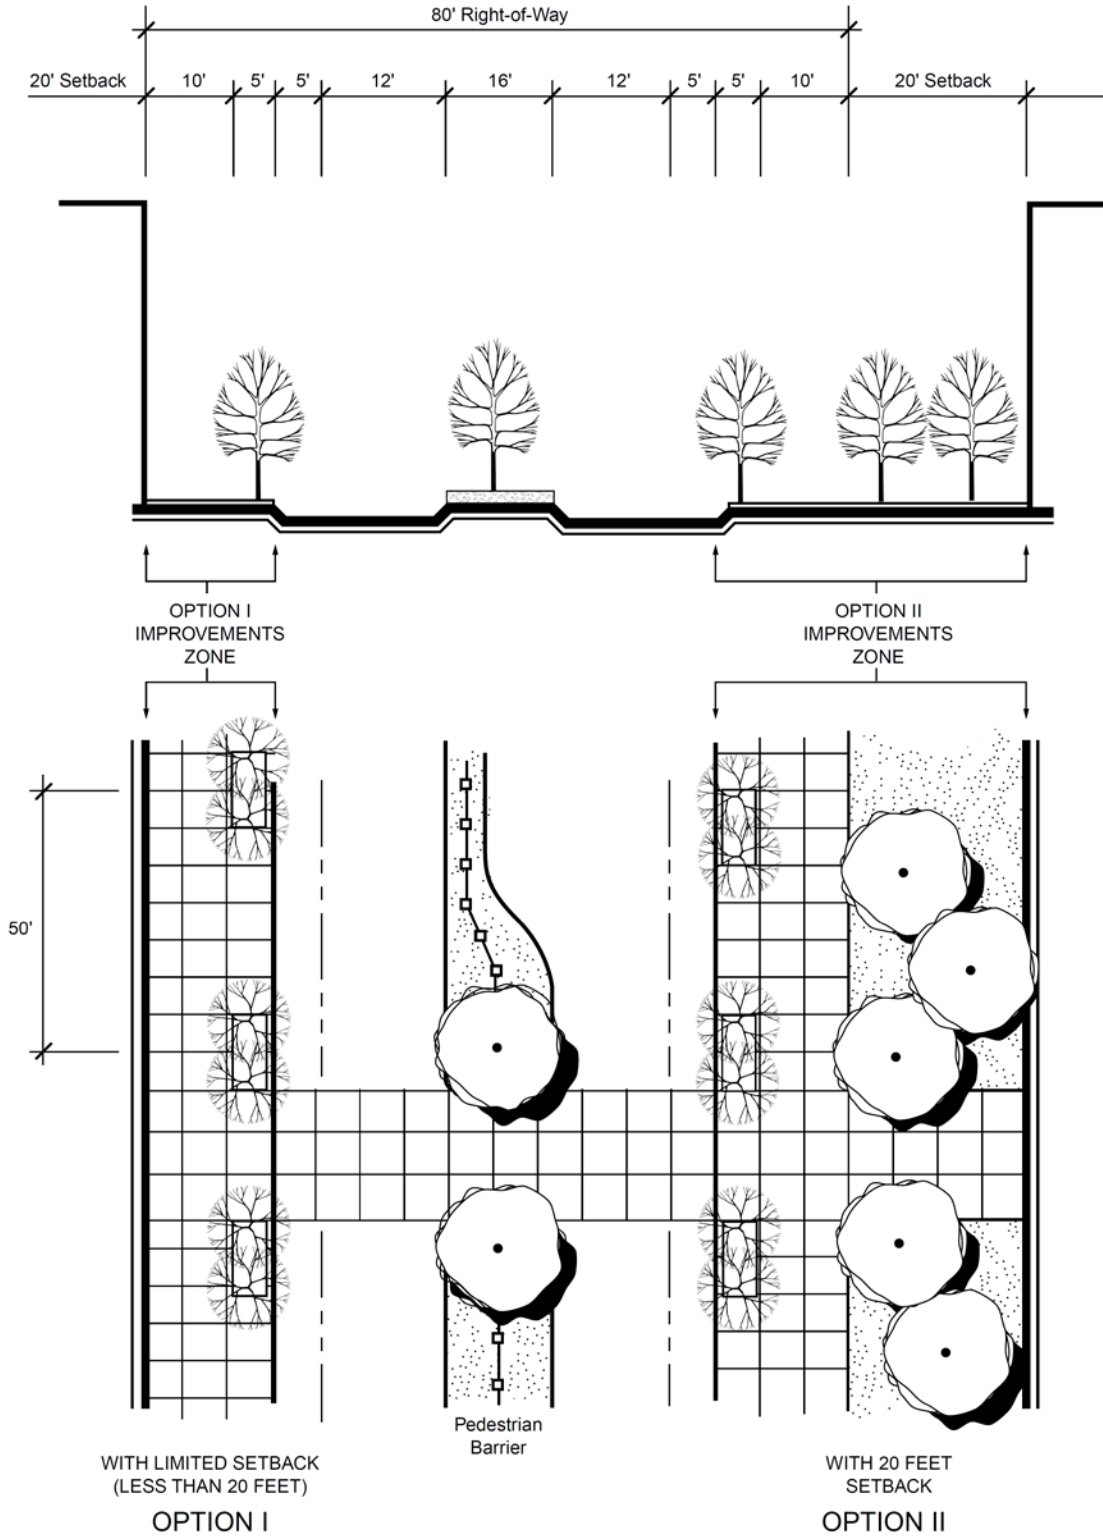 80' Right-of-Way
20' Setback 10' 5' 5' 12' 16' 12' 5' 5' 10' 20' Setback
OPTION I
IMPROVEMENTS
ZONE
OPTION II
IMPROVEMENTS
ZONE
50'
Pedestrian
Barrier
WITH LIMITED SETBACK
(LESS THAN 20 FEET)
OPTION I
WITH 20 FEET
SETBACK
OPTION II